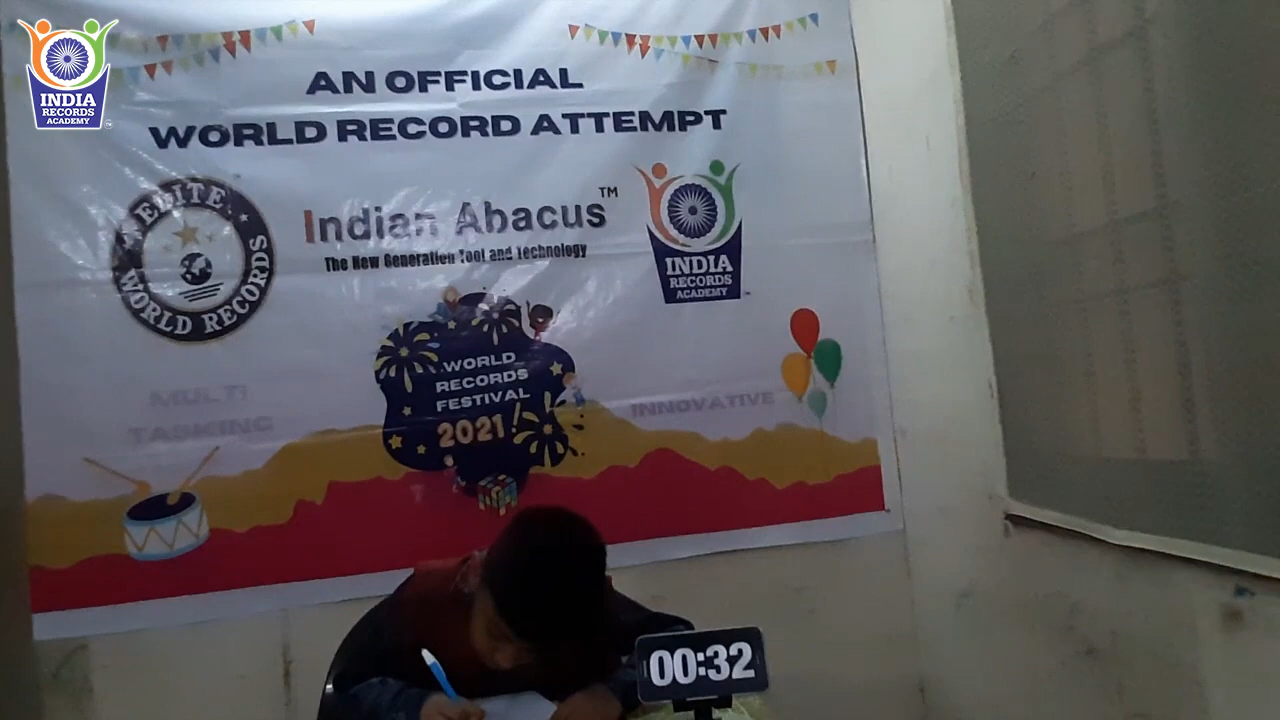 INDIA
RECORDS
ACADEMY
AN OFFICIAL
WORLD RECORD ATTEMPT
ELITE
WORLD RECORDS
Indian Abacus™
The New Generation Tool and Technology
INDIA
RECORDS
ACADEMY
WORLD
RECORDS
FESTIVAL
2021
MULTI
TASKING
INNOVATIVE
00:32